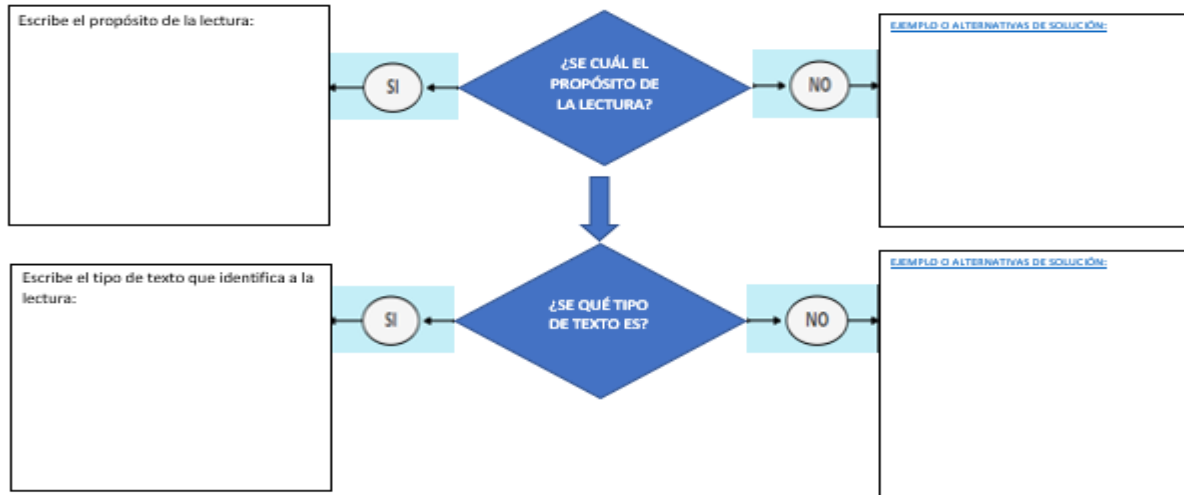 Escribe el propósito de la lectura:
SI
¿SE CUÁL EL
PROPÓSITO DE
LA LECTURA?
NO
EJEMPLO O ALTERNATIVAS DE SOLUCIÓN:
Escribe el tipo de texto que identifica a la
lectura:
SI
¿SE QUÉ TIPO
DE TEXTO ES?
NO
EJEMPLO O ALTERNATIVAS DE SOLUCIÓN: